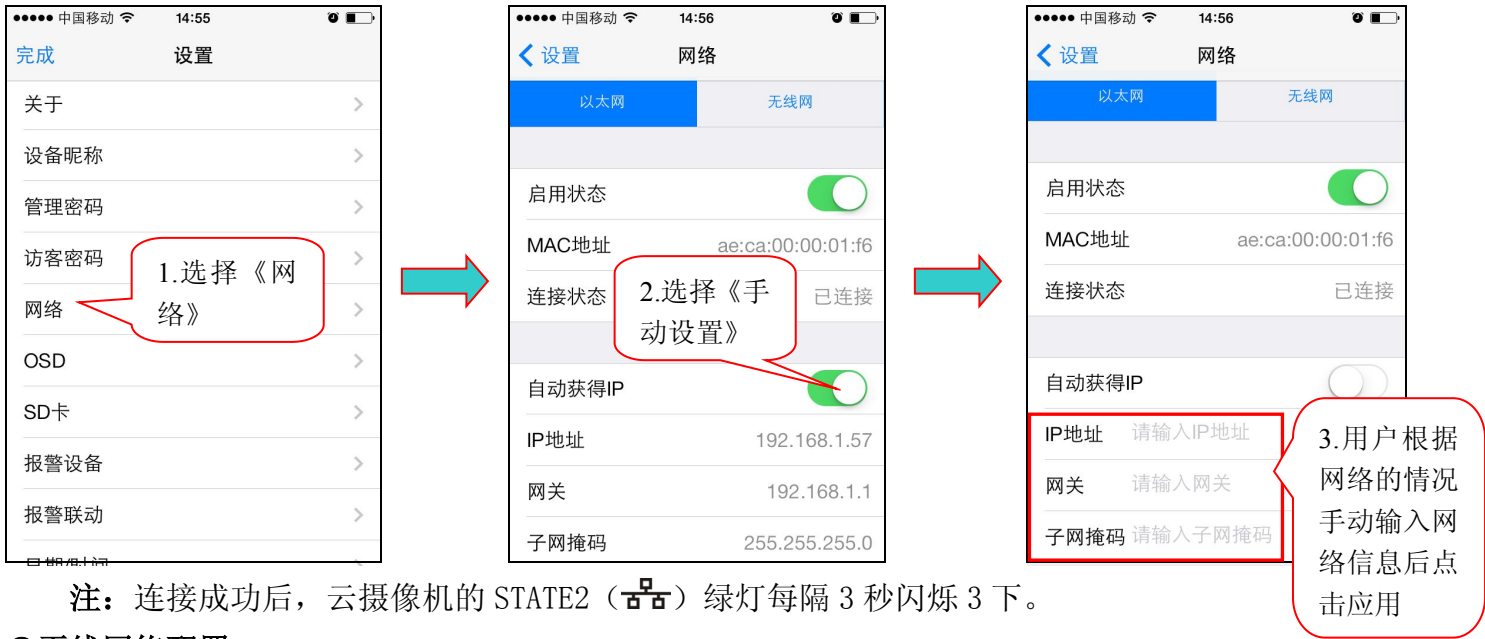 中国移动 14:55
完成 设置
关于
设备昵称
管理密码
访客密码
网络
OSD
SD卡
报警设备
报警联动
日期/时间
1.选择《网
络》
中国移动 14:56
设置 网络
以太网 无线网
启用状态
MAC地址 ae:ca:00:00:01:f6
连接状态 已连接
自动获得IP
IP地址 192.168.1.57
网关 192.168.1.1
子网掩码 255.255.255.0
2.选择《手
动设置》
中国移动 14:56
设置 网络
以太网 无线网
启用状态
MAC地址 ae:ca:00:00:01:f6
连接状态 已连接
自动获得IP
IP地址 请输入IP地址
网关 请输入网关
子网掩码 请输入子网掩码
3.用户根据
网络的情况
手动输入网
络信息后点
击应用
注：连接成功后，云摄像机的 STATE2（）绿灯每隔 3 秒闪烁 3 下。